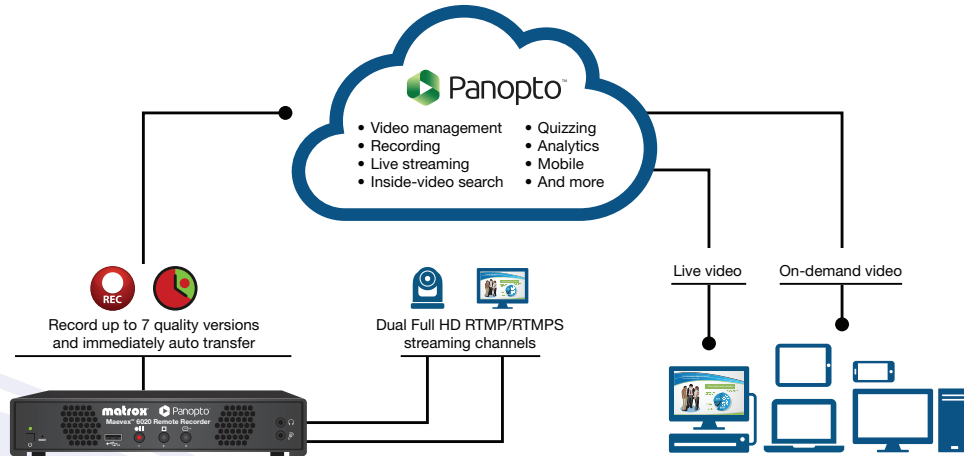 Panopto™
• Video management
• Recording
• Live streaming
• Inside-video search
• Quizzing
• Analytics
• Mobile
• And more
REC
Record up to 7 quality versions
and immediately auto transfer
Dual Full HD RTMP/RTMPS
streaming channels
Live video
On-demand video
matrox Panopto
Maevex™ 6020 Remote Recorder